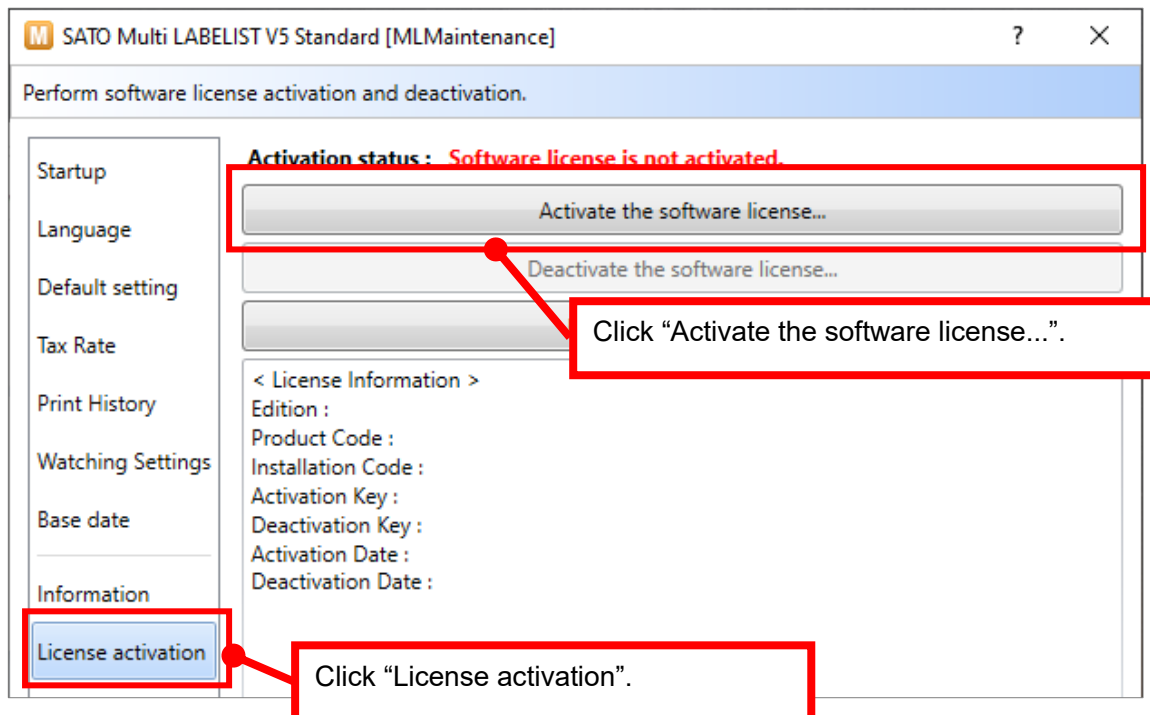 M SATO Multi LABELIST V5 Standard [MLMaintenance] ? ×
Perform software license activation and deactivation.
Startup
Language
Default setting
Tax Rate
Print History
Watching Settings
Base date
Information
License activation
Activation status : Software license is not activated.
Activate the software license...
Deactivate the software license...
Click “Activate the software license...”.
< License Information >
Edition :
Product Code :
Installation Code :
Activation Key :
Deactivation Key :
Activation Date :
Deactivation Date :
Click “License activation”.